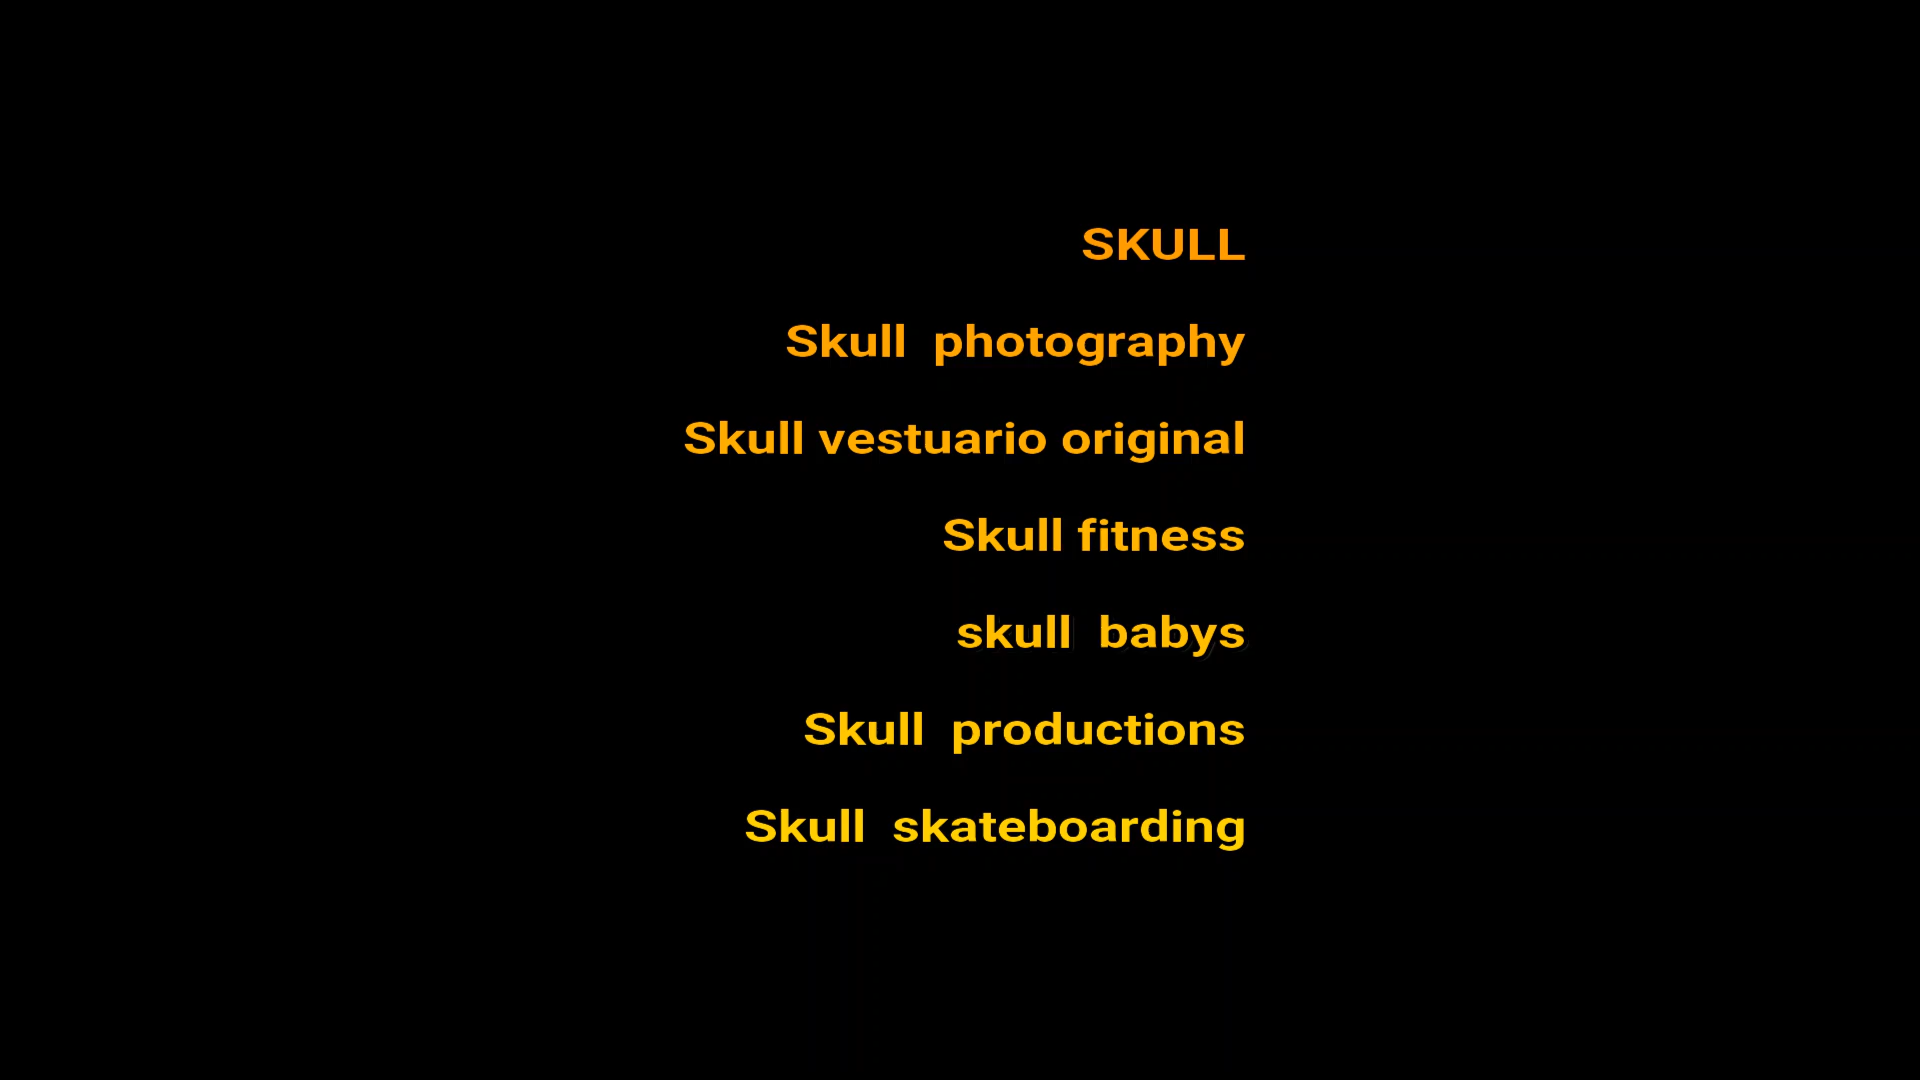 SKULL
Skull  photography
Skull vestuario original
Skull fitness
skull  babys
Skull  productions
Skull  skateboarding